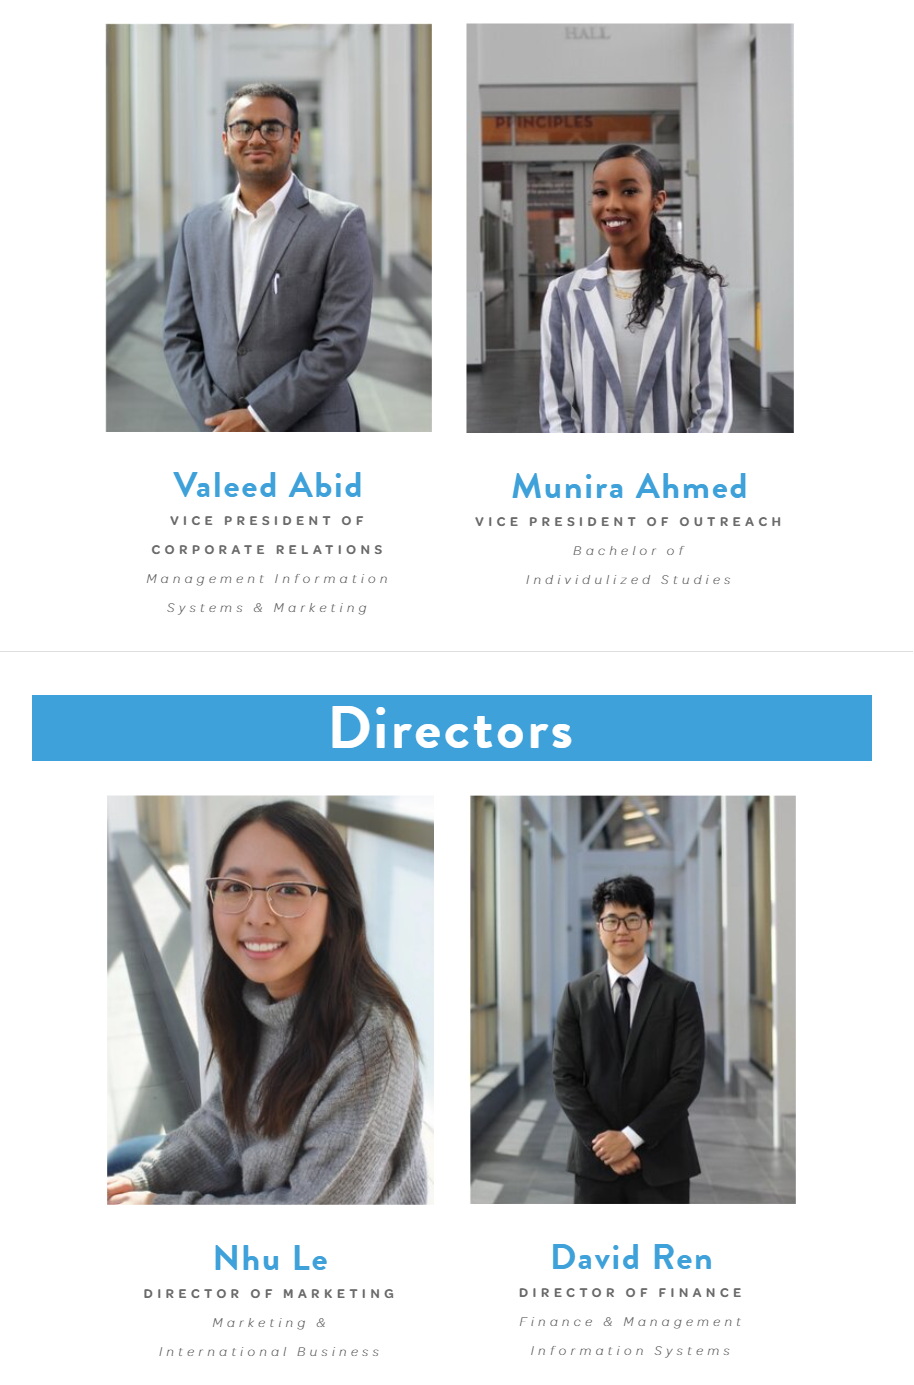 HALL
PRINCIPLES
Valeed Abid
VICE PRESIDENT OF
CORPORATE RELATIONS
Management Information
Systems & Marketing
Munira Ahmed
VICE PRESIDENT OF OUTREACH
Bachelor of
Individulized Studies
Directors
Nhu Le
DIRECTOR OF MARKETING
Marketing &
International Business
David Ren
DIRECTOR OF FINANCE
Finance & Management
Information Systems